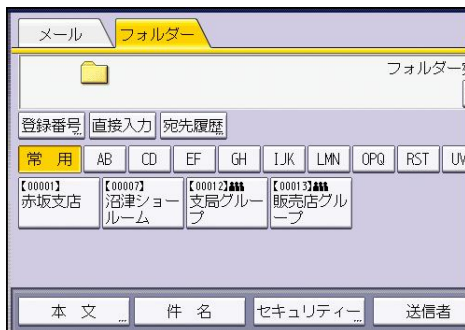 メール フォルダー
フォルダー
登録番号 直接入力 宛先履歴
常用 AB CD EF GH IJK LMN OPQ RST UV
【00001】 【00007】 【00012】 【00013】
赤坂支店 沼津ショー 支局グルー 販売店グル
ルーム プ ープ
本文 件名 セキュリティー 送信者